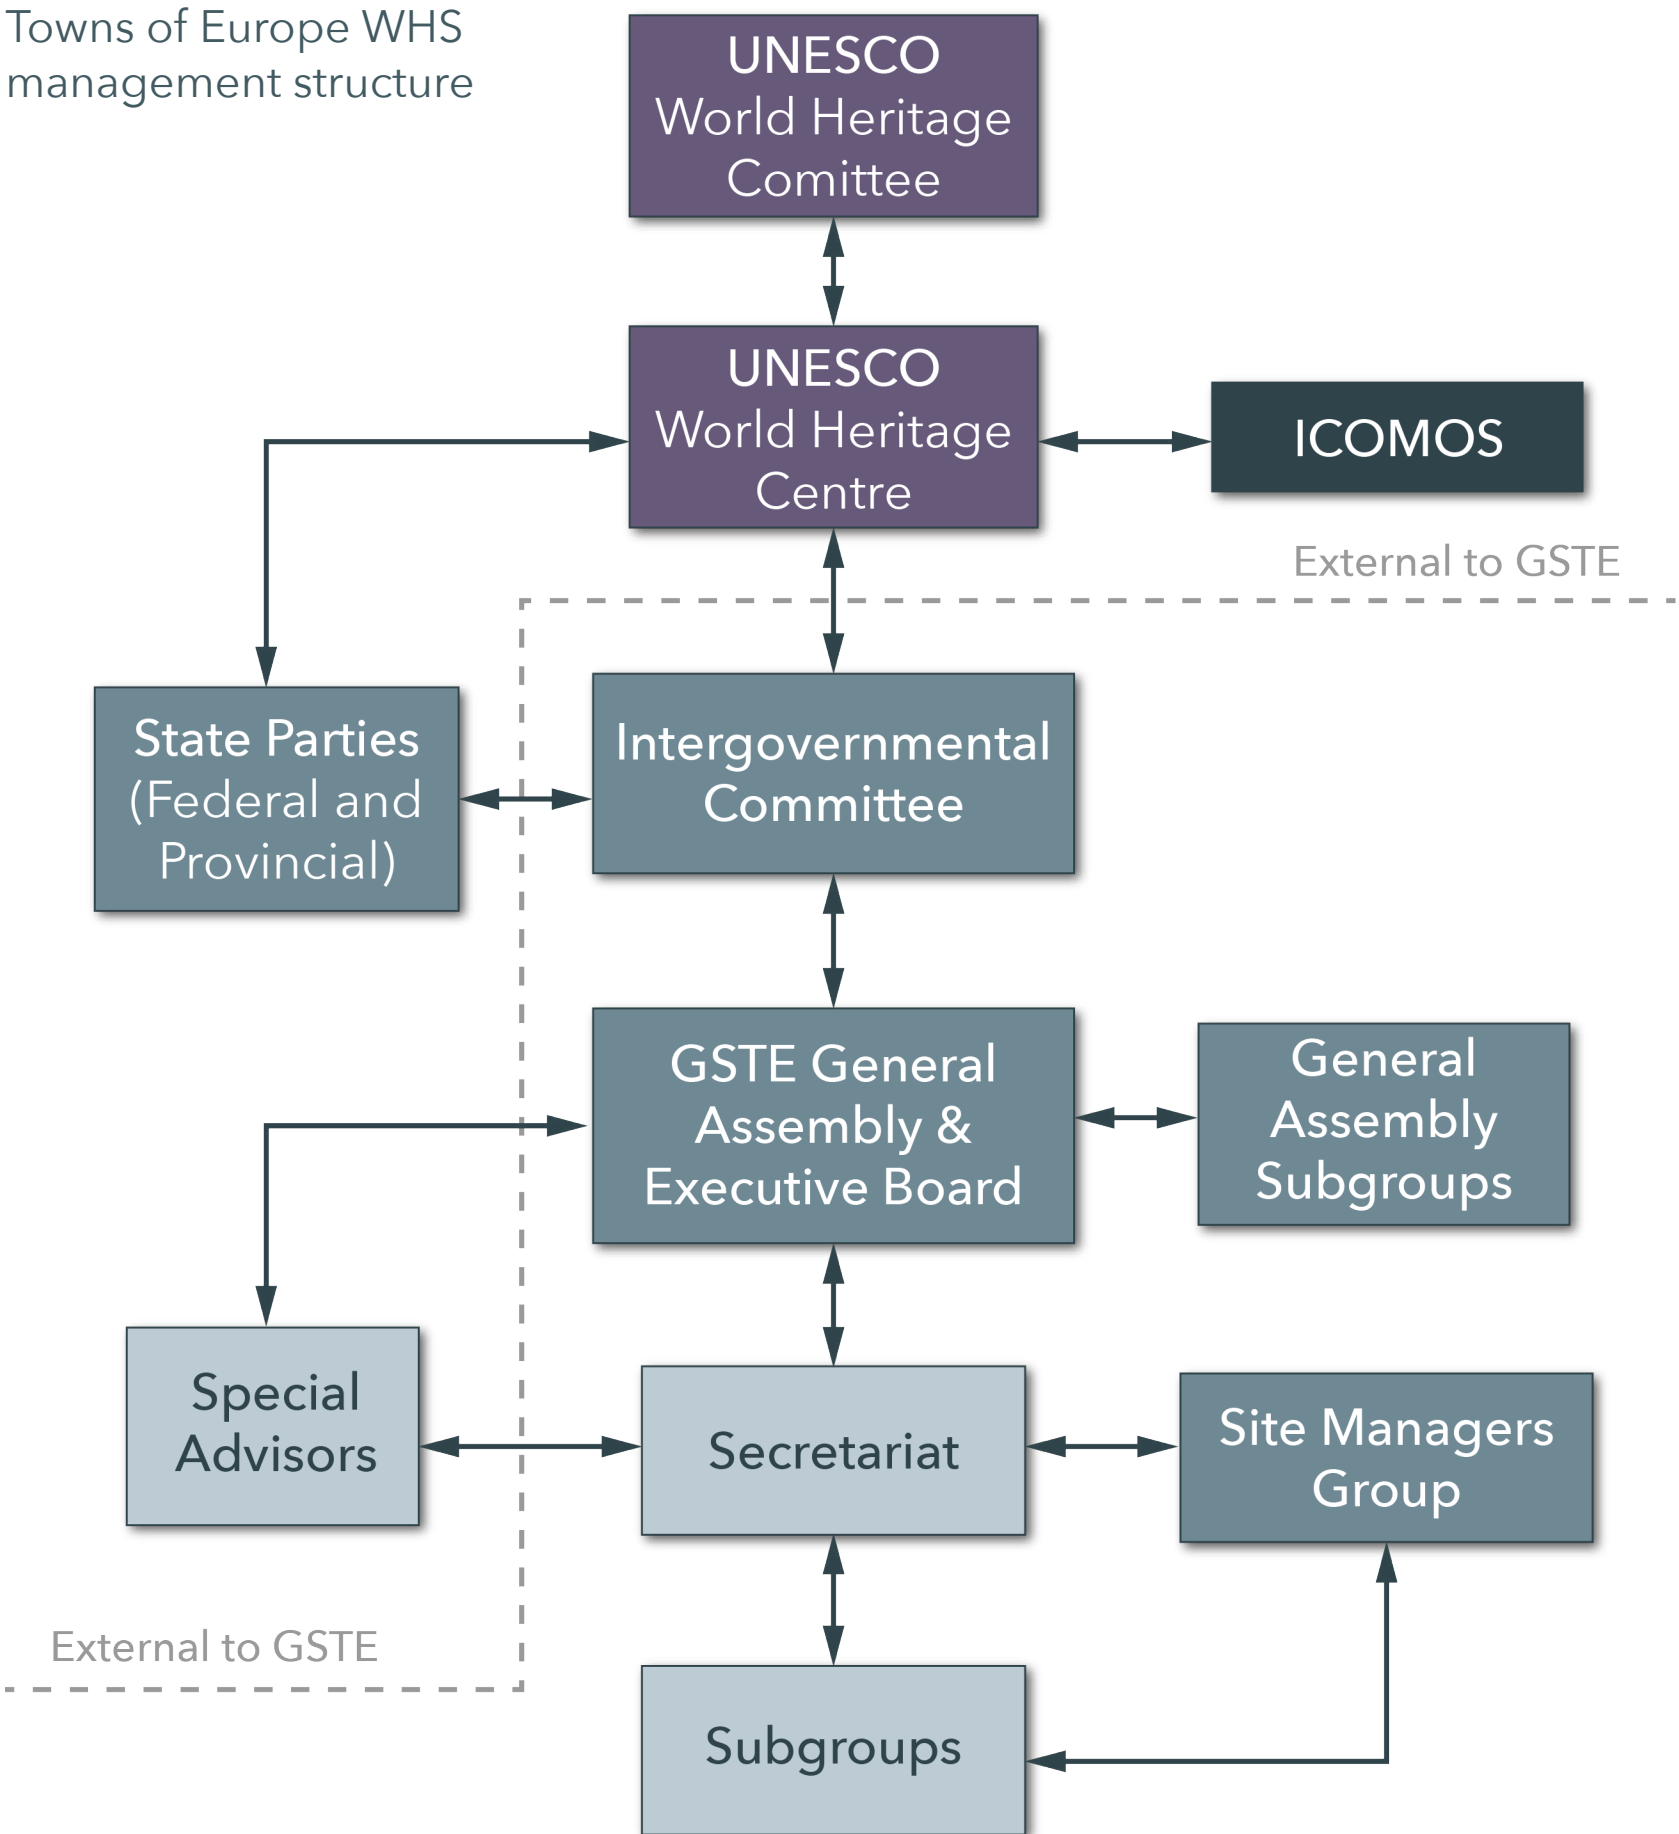 Towns of Europe WHS
management structure
UNESCO
World Heritage
Comittee
UNESCO
World Heritage
Centre
ICOMOS
External to GSTE
State Parties
(Federal and
Provincial)
Intergovernmental
Committee
GSTE General
Assembly &
Executive Board
General
Assembly
Subgroups
Special
Advisors
Secretariat
Site Managers
Group
External to GSTE
Subgroups